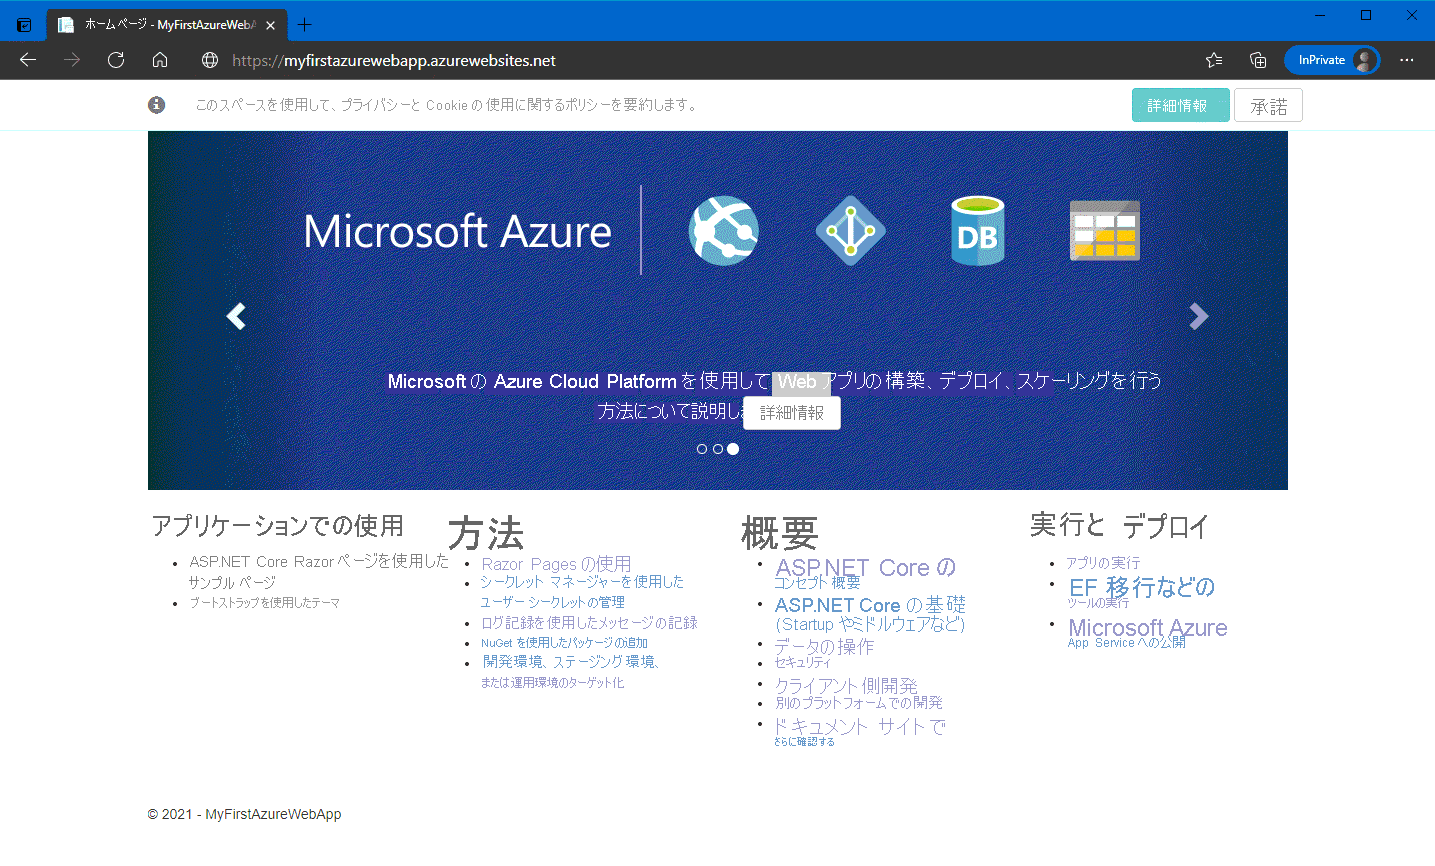 ホーム ページ - MyFirstAzureWebA
https://myfirstazurewebapp.azurewebsites.net
InPrivate
このスペースを使用して、プライバシーと Cookie の使用に関するポリシーを要約します。
詳細情報
承諾
Microsoft Azure
DB
Microsoft の Azure Cloud Platform を使用して Web アプリの構築、デプロイ、スケーリングを行う
方法について説明しま
詳細情報
アプリケーションでの使用
ASP.NET Core Razor ページを使用した
サンプル ページ
ブートストラップを使用したテーマ
方法
Razor Pages の使用
シークレット マネージャーを使用した
ユーザー シークレットの管理
ログ記録を使用したメッセージの記録
NuGet を使用したパッケージの追加
開発環境、ステージング環境、
または運用環境のターゲット化
概要
ASP.NET Core の
コンセプト概要
ASP.NET Core の基礎
(Startup やミドルウェアなど)
データの操作
セキュリティ
クライアント側開発
別のプラットフォームでの開発
ドキュメント サイトで
さらに確認する
実行と デプロイ
アプリの実行
EF 移行などの
ツールの実行
Microsoft Azure
App Service への公開
© 2021 - MyFirstAzureWebApp